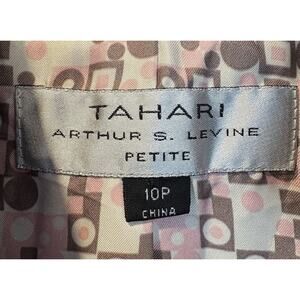 TAHARI
ARTHUR S. LEVINE
PETITE
10P
CHINA